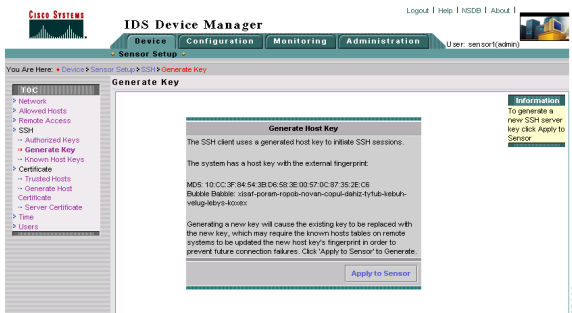 CISCO SYSTEMS
Logout | Help | NSDB | About |
IDS Device Manager
Device Configuration Monitoring Administration
User: sensor1(admin)
Sensor Setup
You Are Here: Device > Sensor Setup > SSH > Generate Key
Generate Key
TOC
Network
Allowed Hosts
Remote Access
SSH
Authorized Keys
Generate Key
Known Host Keys
Certificate
Trusted Hosts
Generate Host
Certificate
Server Certificate
Time
Users
Generate Host Key
The SSH client uses a generated host key to initiate SSH sessions.
The system has a host key with the external fingerprint:
MD5: 10:CC:3F:84:54:3B:D6:58:3E:00:57:0C:87:35:2E:C6
Bubble Babble: xisaf-poram-ropob-novan-copul-dahiz-tyfub-kebuh-
velug-lebys-koxex
Generating a new key will cause the existing key to be replaced with
the new key, which may require the known hosts tables on remote
systems to be updated the new host key's fingerprint in order to
prevent future connection failures. Click 'Apply to Sensor' to Generate.
Apply to Sensor
Information
To generate a
new SSH server
key click Apply to
Sensor